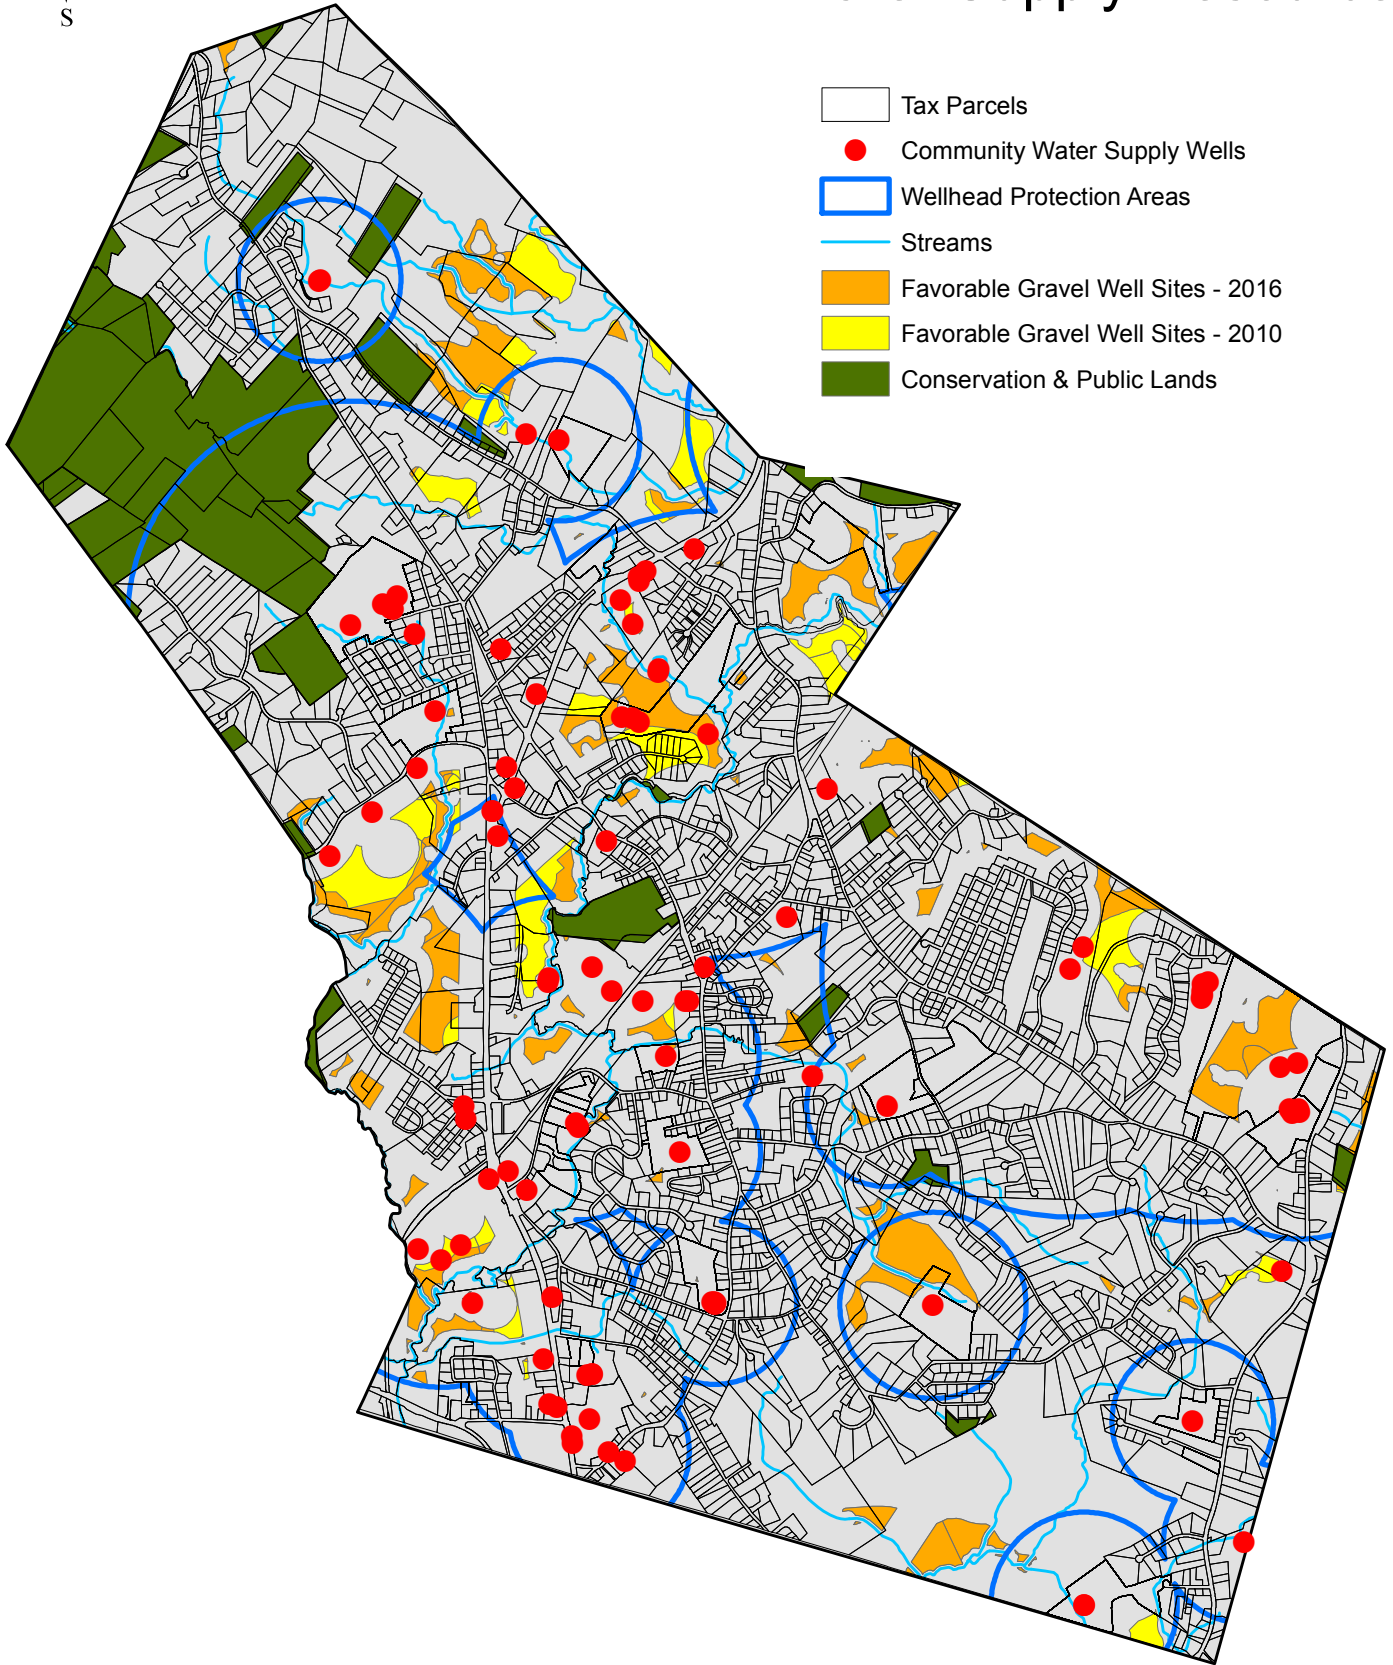 S
Supply
Tax Parcels
Community Water Supply Wells
Wellhead Protection Areas
Streams
Favorable Gravel Well Sites - 2016
Favorable Gravel Well Sites - 2010
Conservation & Public Lands